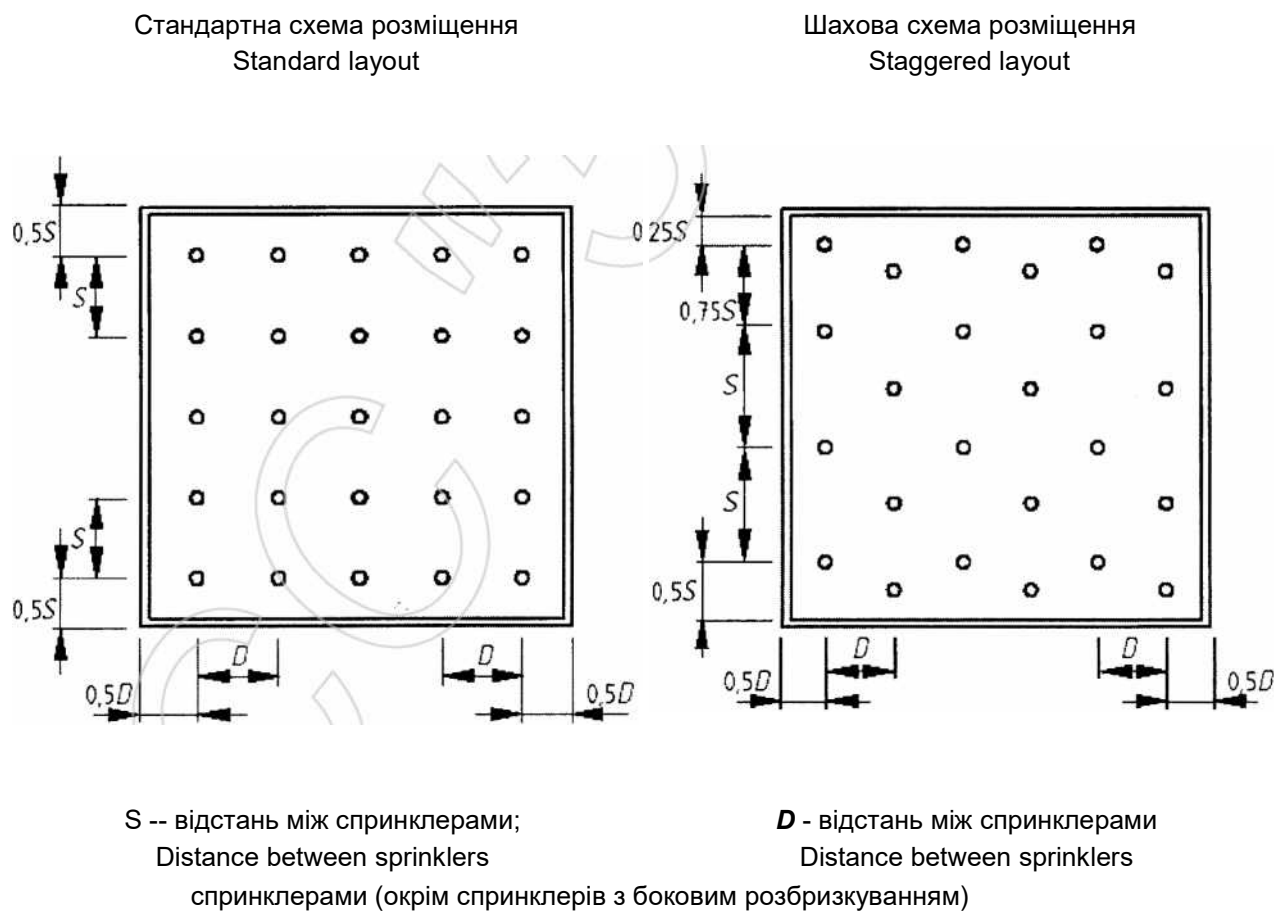 Стандартна схема розміщення
Standard layout
Шахова схема розміщення
Staggered layout
0,5S
S
S
0,5S
0,5D
D
D
0,5D
0 25S
0,75S
S
S
0,5S
0,5D
D
D
0,5D
S -- відстань між спринклерами;
Distance between sprinklers
D - відстань між спринклерами
Distance between sprinklers
спринклерами (окрім спринклерів з боковим розбризкуванням)